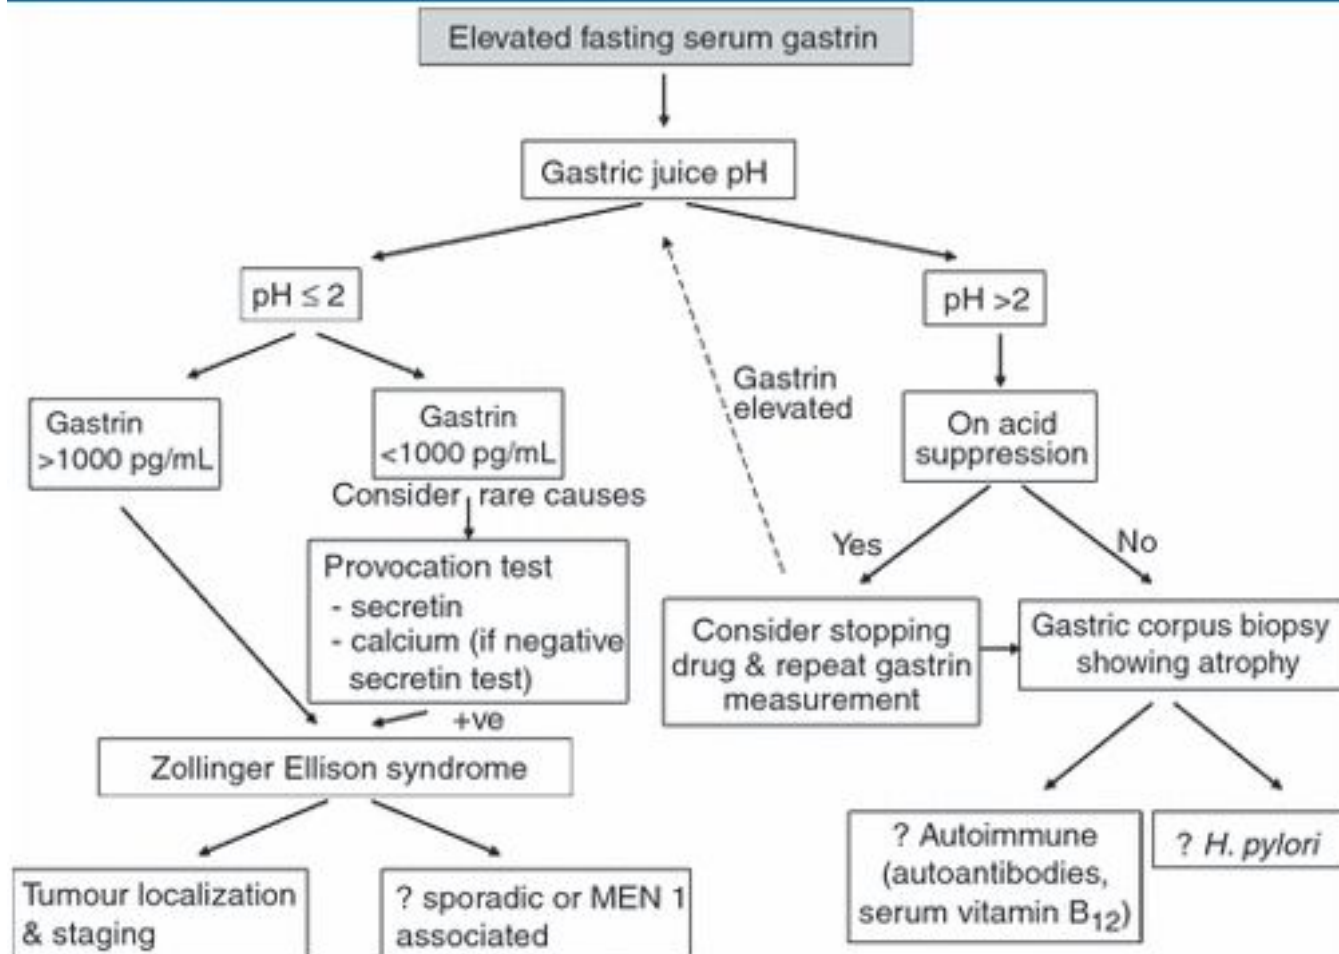 Elevated fasting serum gastrin
Gastric juice pH
pH ≤ 2
pH >2
Gastrin
>1000 pg/mL
Gastrin
<1000 pg/mL
Gastrin
elevated
On acid
suppression
Consider rare causes
Yes
No
Provocation test
- secretin
- calcium (if negative
secretin test)
Consider stopping
drug & repeat gastrin
measurement
Gastric corpus biopsy
showing atrophy
+ve
Zollinger Ellison syndrome
Tumour localization
& staging
? sporadic or MEN 1
associated
? Autoimmune
(autoantibodies,
serum vitamin B12)
? H. pylori